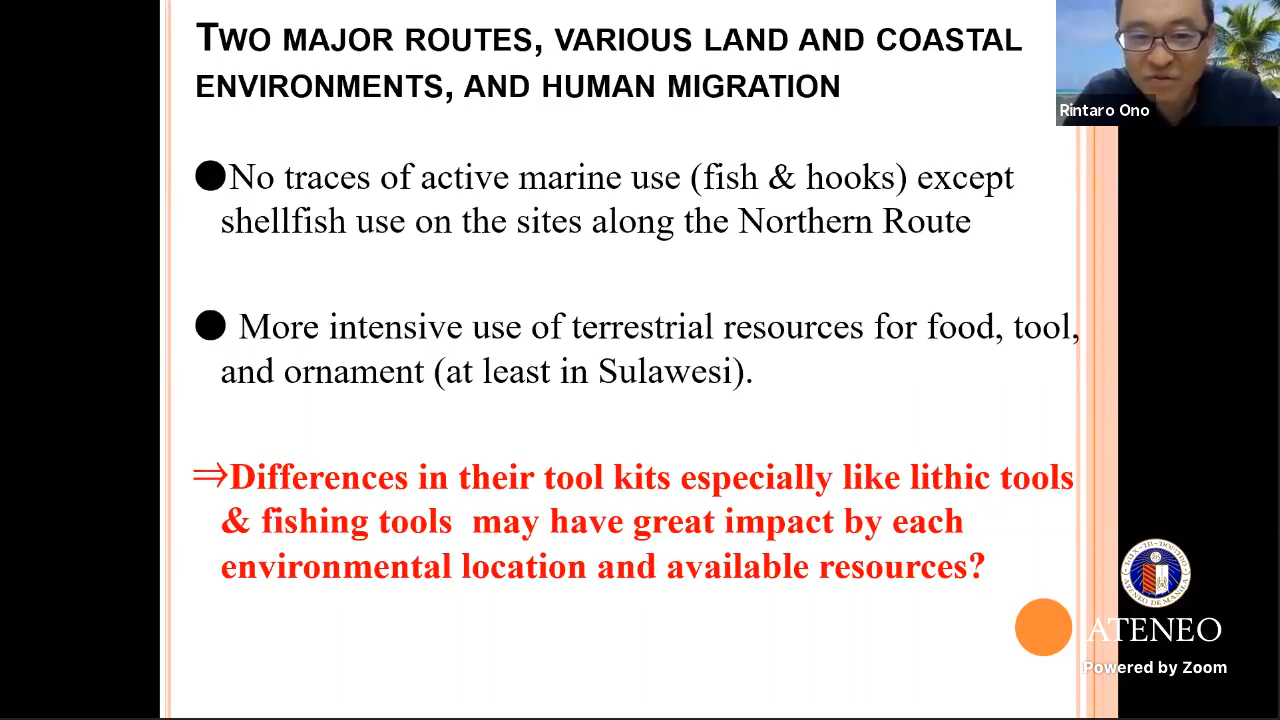 TWO MAJOR ROUTES, VARIOUS LAND AND COASTAL
ENVIRONMENTS, AND HUMAN MIGRATION
Rintaro Ono
●No traces of active marine use (fish & hooks) except
shellfish use on the sites along the Northern Route
● More intensive use of terrestrial resources for food, tool,
and ornament (at least in Sulawesi).
⇒Differences in their tool kits especially like lithic tools
& fishing tools may have great impact by each
environmental location and available resources?
ATENEO
Powered by Zoom